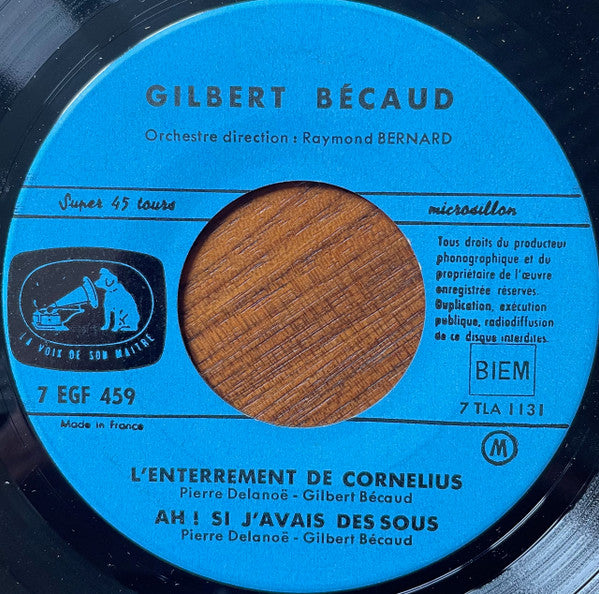 GILBERT BÉCAUD
Orchestre direction : Raymond BERNARD
Super 45 tours
microsillon
Tous droits du producteur
phonographique et du
propriétaire de l'œuvre
enregistrée réservés.
Duplication, exécution
publique, radiodiffusion
de ce disque interdites.
LA VOIX DE SON MAITRE
BIEM
7 EGF 459
7 TLA 1131
Made in France
M
L'ENTERREMENT DE CORNELIUS
Pierre Delanoë - Gilbert Bécaud
AH ! SI J'AVAIS DES SOUS
Pierre Delanoë - Gilbert Bécaud